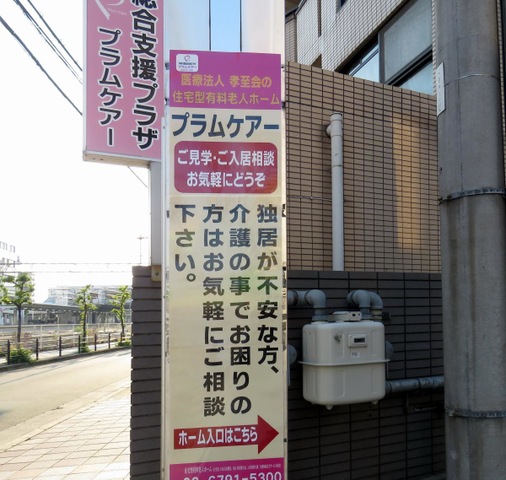 総合支援プラザ
プラムケアー
医療法人 孝至会の
住宅型有料老人ホーム
プラムケアー
ご見学・ご入居相談
お気軽にどうぞ
独居が不安な方、
介護の事でお困りの
方はお気軽にご相談
下さい。
ホーム入口はこちら
06-6791-5300